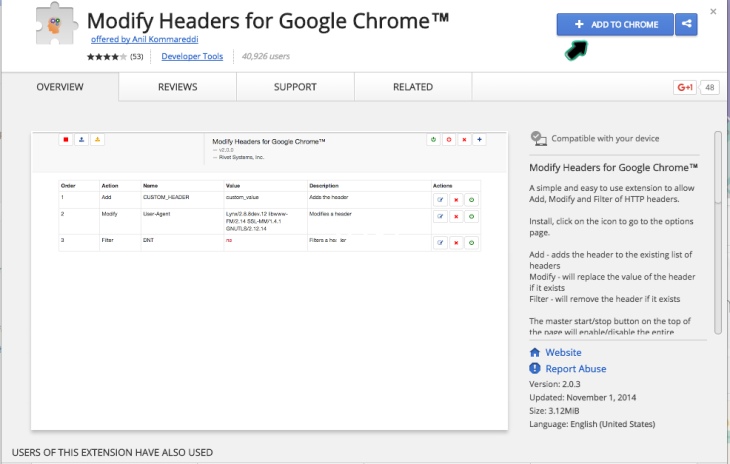 Modify Headers for Google Chrome™
offered by Anil Kommareddi
(53)
Developer Tools
40,926 users
ADD TO CHROME
OVERVIEW
REVIEWS
SUPPORT
RELATED
G+1
48
Modify Headers for Google Chrome™
— v2.0.0
— Rivet Systems, Inc.
Order Action Name Value Description Actions
1 Add CUSTOM_HEADER custom_value Adds the header
2 Modify User-Agent Lynx/2.8.8dev.12 libwww- Modifies a header
FM/2.14 SSL-MM/1.4.1
GNUTLS/2.12.14
3 Filter DNT no Filters a
Compatible with your device
Modify Headers for Google Chrome™
A simple and easy to use extension to allow
Add, Modify and Filter of HTTP headers.
Install, click on the icon to go to the options
page.
Add - adds the header to the existing list of
headers
Modify - will replace the value of the header
if it exists
Filter - will remove the header if it exists
The master start/stop button on the top of
the page will enable/disable the entire
Website
Report Abuse
Version: 2.0.3
Updated: November 1, 2014
Size: 3.12MiB
Language: English (United States)
USERS OF THIS EXTENSION HAVE ALSO USED